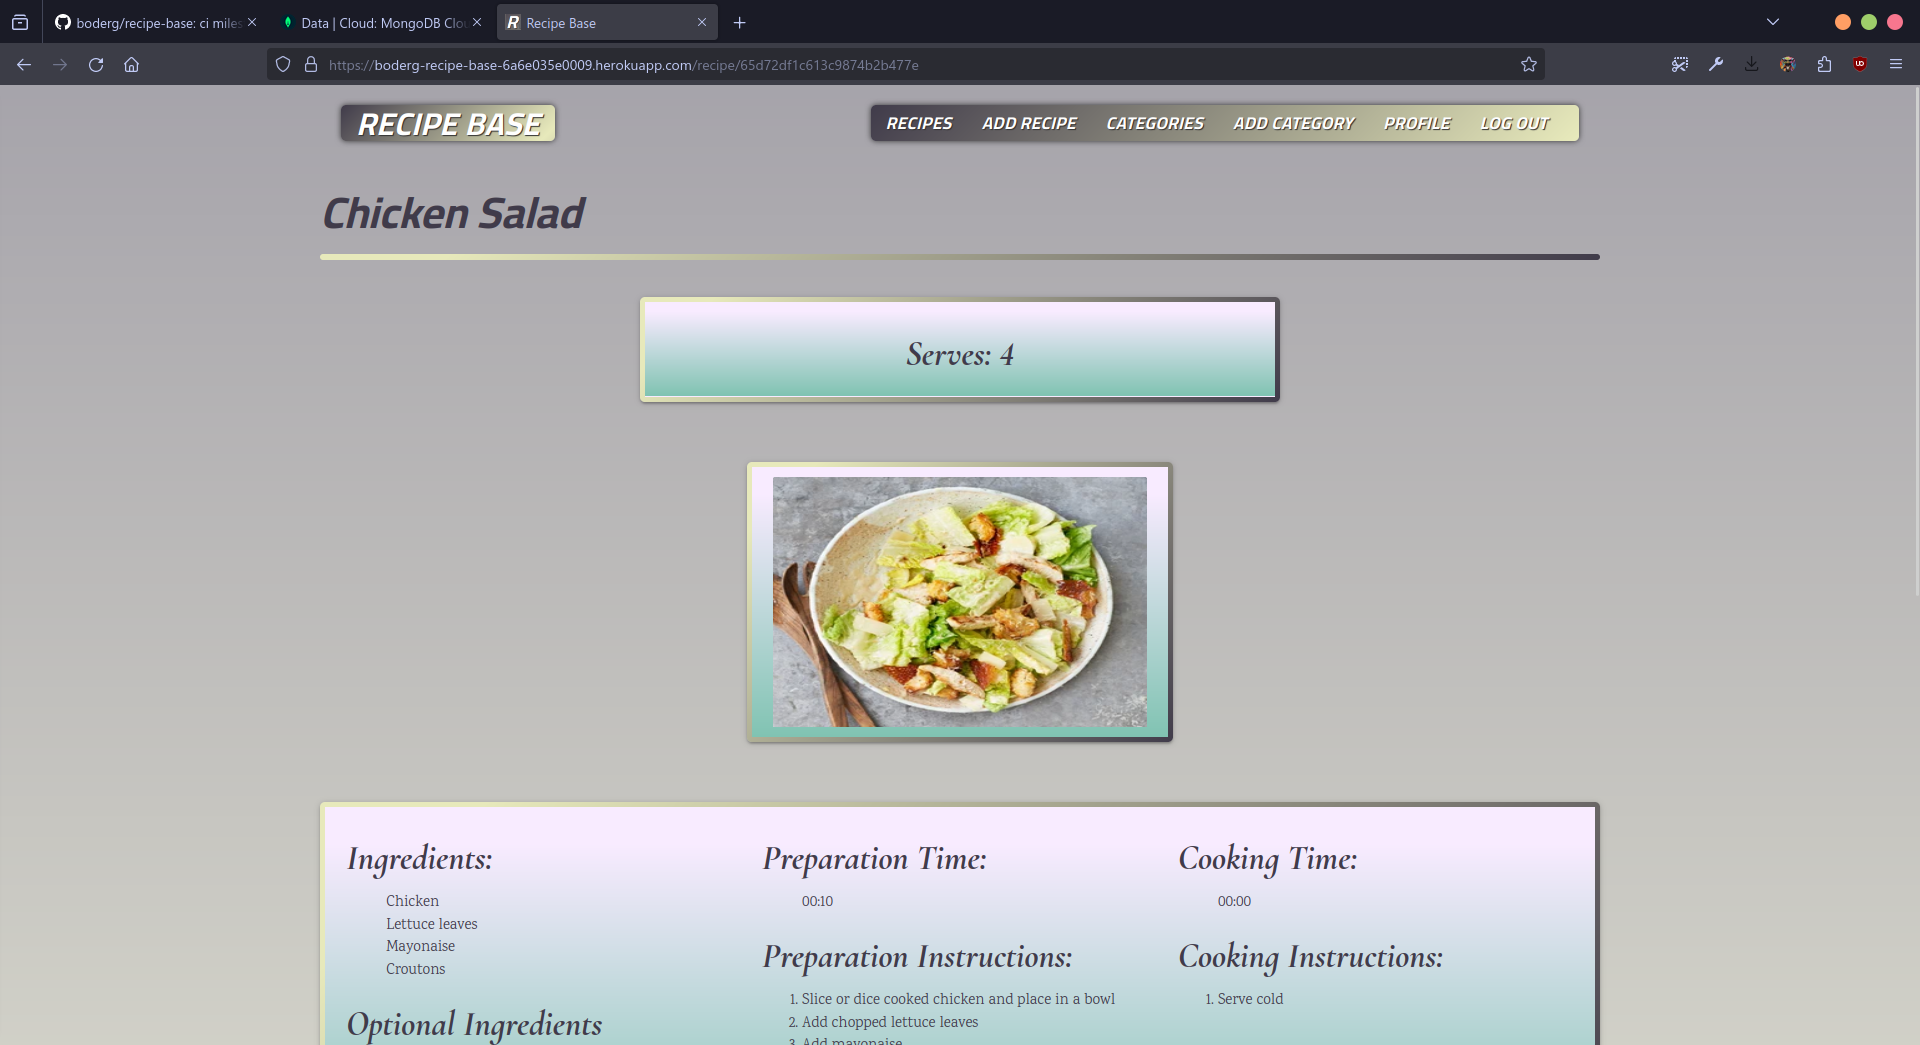 boderg/recipe-base: ci miles
Data | Cloud: MongoDB Clo
Recipe Base
https://boderg-recipe-base-6a6e035e0009.herokuapp.com/recipe/65d72df1c613c9874b2b477e
RECIPE BASE
RECIPES ADD RECIPE CATEGORIES ADD CATEGORY PROFILE LOG OUT
Chicken Salad
Serves: 4
Ingredients:
Chicken
Lettuce leaves
Mayonaise
Croutons
Optional Ingredients
Preparation Time:
00:10
Preparation Instructions:
1. Slice or dice cooked chicken and place in a bowl
2. Add chopped lettuce leaves
3. Add mayonaise
Cooking Time:
00:00
Cooking Instructions:
1. Serve cold